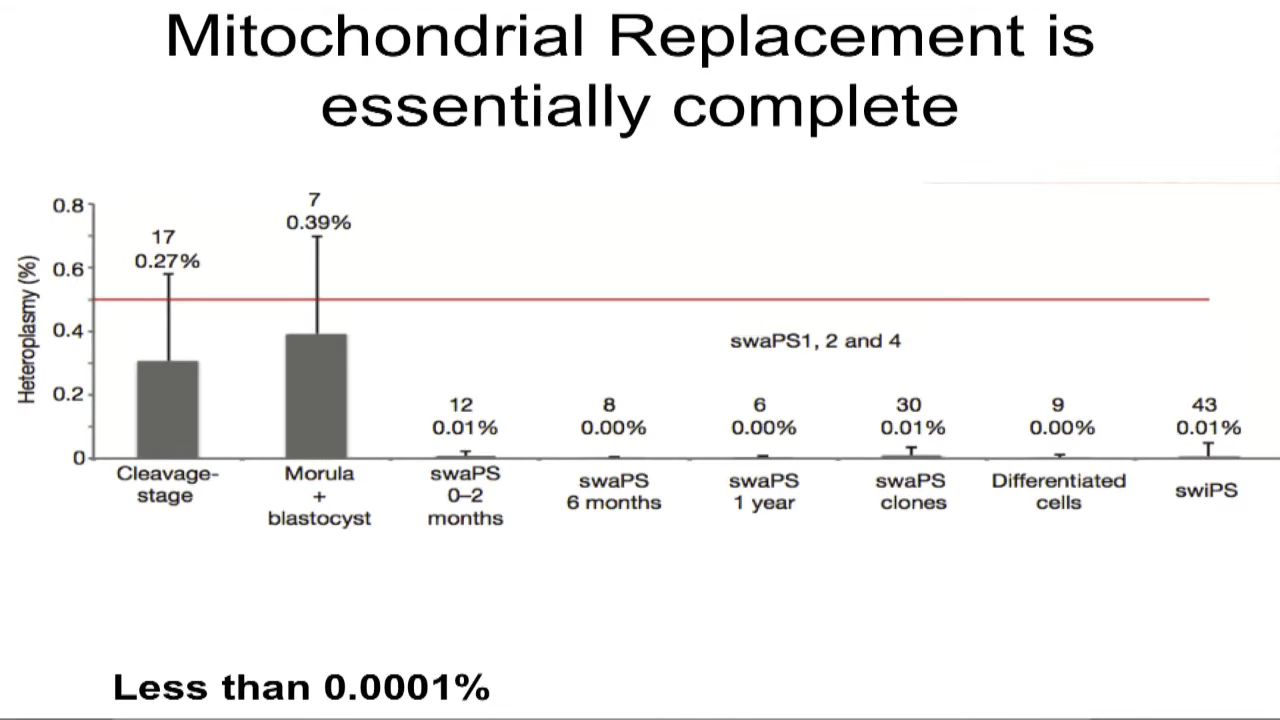 Mitochondrial Replacement is
essentially complete
Heteroplasmy (%)
0.8
0.6
0.4
0.2
0
17
0.27%
7
0.39%
12
0.01%
8
0.00%
6
0.00%
30
0.01%
9
0.00%
43
0.01%
swaPS1, 2 and 4
Cleavage-
stage
Morula
+
blastocyst
swaPS
0–2
months
swaPS
6 months
swaPS
1 year
swaPS
clones
Differentiated
cells
swiPS
Less than 0.0001%